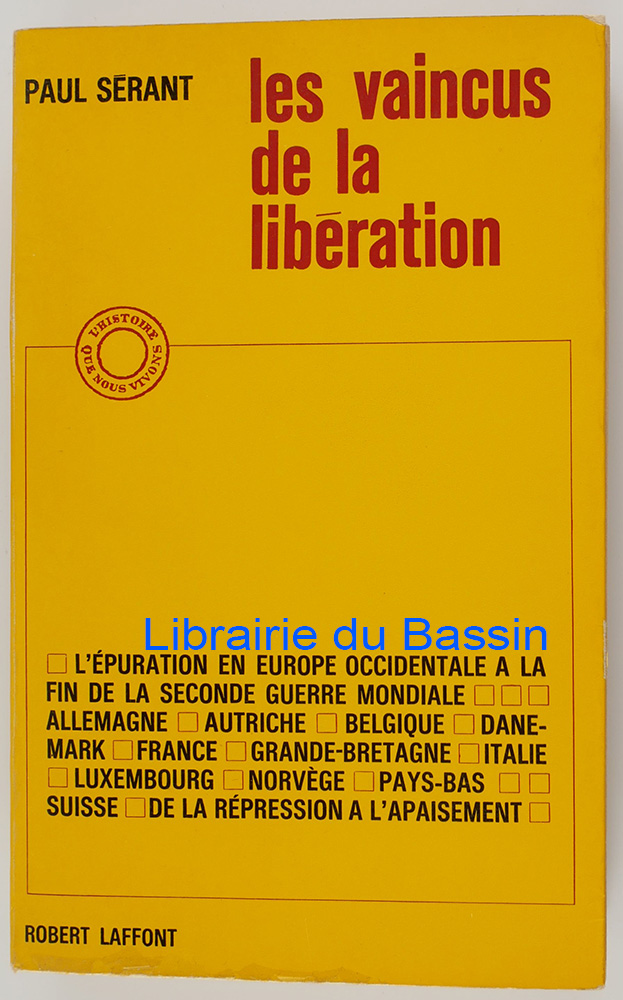 PAUL SÉRANT
les vaincus
de la
libération
L'HISTOIRE
QUE NOUS VIVONS
Librairie du Bassin
□ L'ÉPURATION EN EUROPE OCCIDENTALE A LA
FIN DE LA SECONDE GUERRE MONDIALE □ □ □
ALLEMAGNE □ AUTRICHE □ BELGIQUE □ DANE-
MARK □ FRANCE □ GRANDE-BRETAGNE □ ITALIE
□ LUXEMBOURG □ NORVÈGE □ PAYS-BAS □ □
SUISSE □ DE LA RÉPRESSION A L'APAISEMENT □
ROBERT LAFFONT